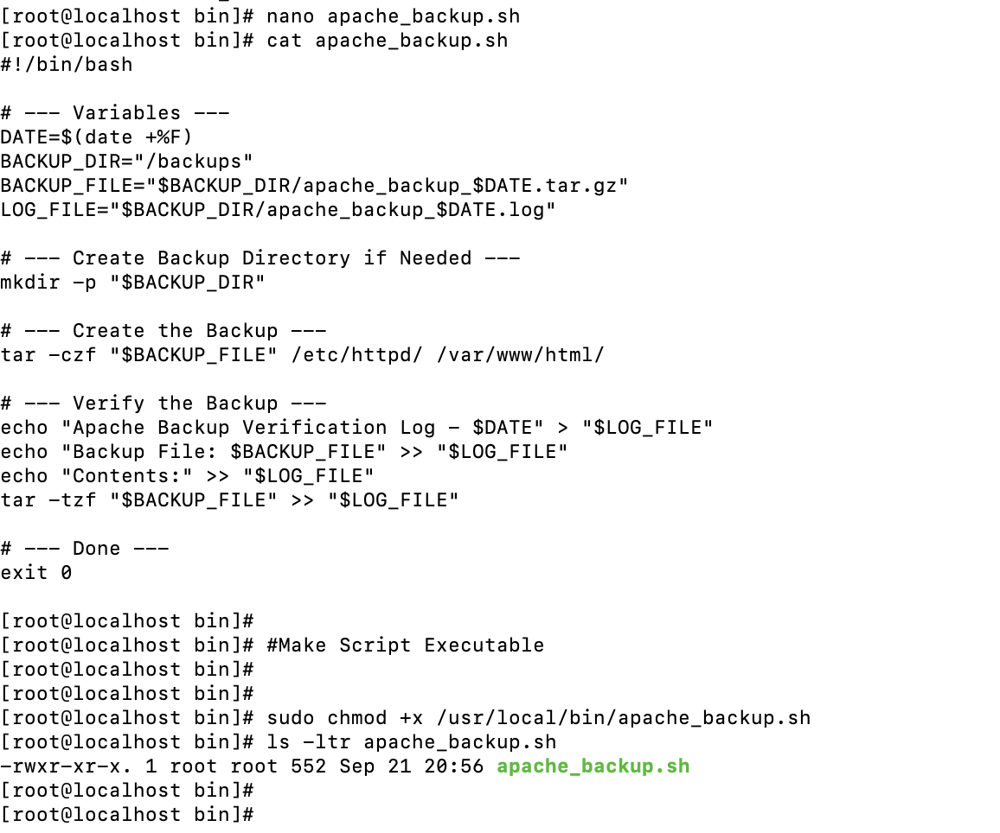 [root@localhost bin]# nano apache_backup.sh
[root@localhost bin]# cat apache_backup.sh
#!/bin/bash
# --- Variables ---
DATE=$(date +%F)
BACKUP_DIR="/backups"
BACKUP_FILE="$BACKUP_DIR/apache_backup_$DATE.tar.gz"
LOG_FILE="$BACKUP_DIR/apache_backup_$DATE.log"
# --- Create Backup Directory if Needed ---
mkdir -p "$BACKUP_DIR"
# --- Create the Backup ---
tar -czf "$BACKUP_FILE" /etc/httpd/ /var/www/html/
# --- Verify the Backup ---
echo "Apache Backup Verification Log - $DATE" > "$LOG_FILE"
echo "Backup File: $BACKUP_FILE" >> "$LOG_FILE"
echo "Contents:" >> "$LOG_FILE"
tar -tzf "$BACKUP_FILE" >> "$LOG_FILE"
# --- Done ---
exit 0
[root@localhost bin]#
[root@localhost bin]# #Make Script Executable
[root@localhost bin]#
[root@localhost bin]#
[root@localhost bin]# sudo chmod +x /usr/local/bin/apache_backup.sh
[root@localhost bin]# ls -ltr apache_backup.sh
-rwxr-xr-x. 1 root root 552 Sep 21 20:56 apache_backup.sh
[root@localhost bin]#
[root@localhost bin]#